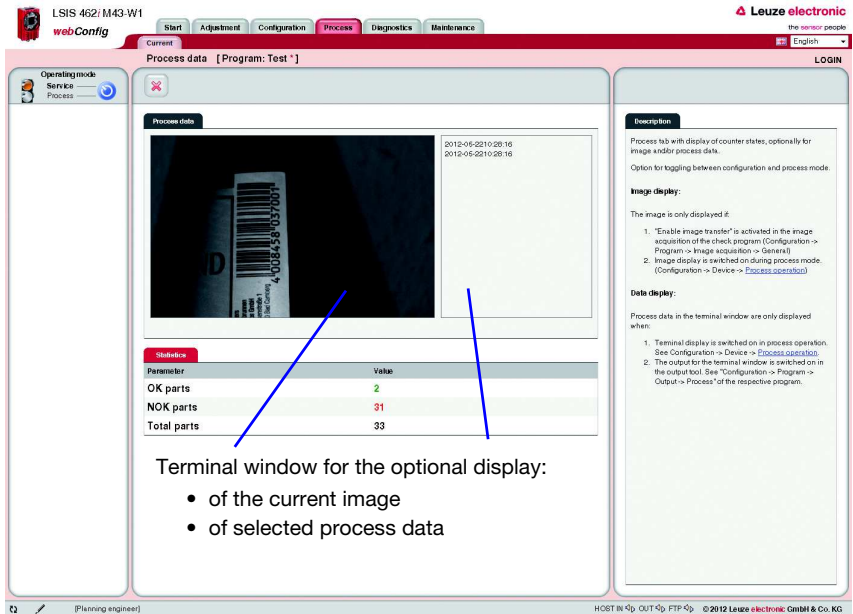 LSIS 462i M43-W1
webConfig
Start Adjustment Configuration Process Diagnostics Maintenance
Leuze electronic
the sensor people
Current
English
Process data [Program: Test *]
LOGIN
Operating mode
Service
Process
Process data
2012-05-2210:28:16
2012-05-2210:28:16
4 008458 037001
Statistics
Parameter Value
OK parts 2
NOK parts 31
Total parts 33
Terminal window for the optional display:
• of the current image
• of selected process data
Description
Process tab with display of counter states, optionally for
image and/or process data.
Option for toggling between configuration and process mode.
Image display:
The image is only displayed if:
1. "Enable image transfer" is activated in the image
acquisition of the check program (Configuration ->
Program -> Image acquisition -> General)
2. Image display is switched on during process mode.
(Configuration -> Device -> Process operation)
Data display:
Process data in the terminal window are only displayed
when:
1. Terminal display is switched on in process operation.
See Configuration -> Device -> Process operation.
2. The output for the terminal window is switched on in
the output tool. See "Configuration -> Program ->
Output -> Process" of the respective program.
[Planning engineer]
HOST IN OUT FTP © 2012 Leuze electronic GmbH & Co. KG